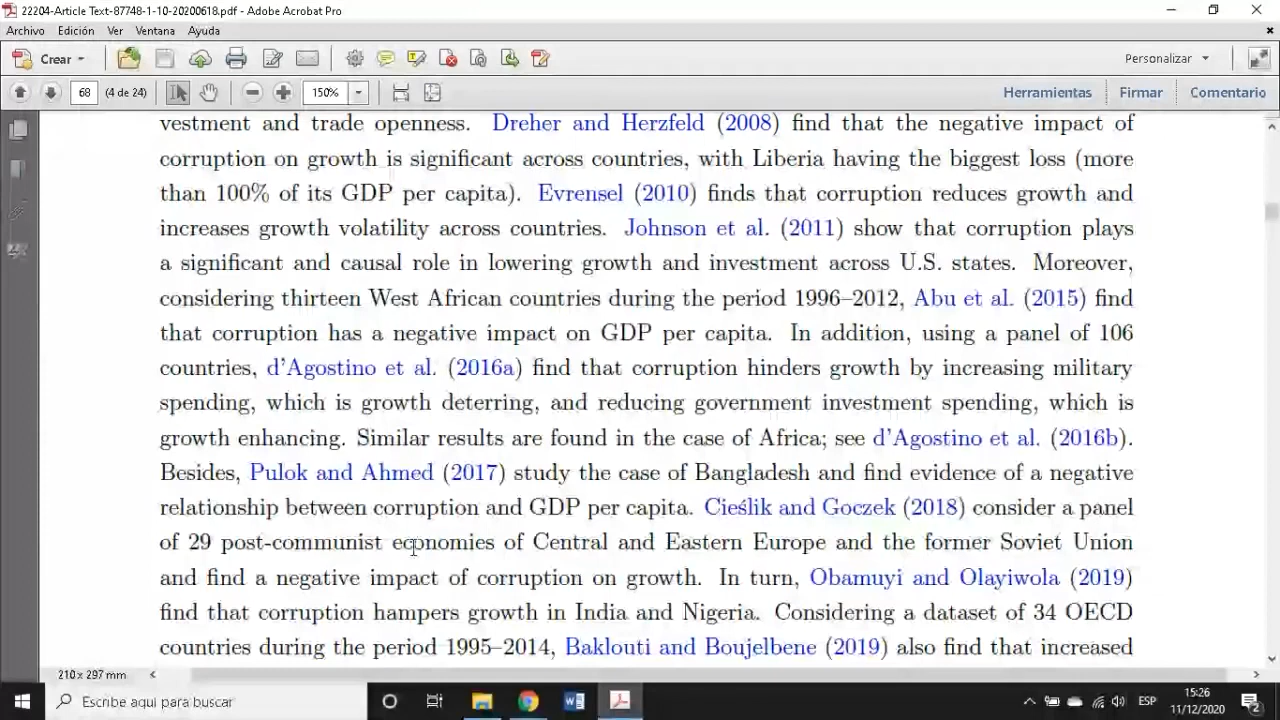 22204-Article Text-87748-1-10-20200618.pdf - Adobe Acrobat Pro
Archivo Edición Ver Ventana Ayuda
Crear Personalizar
68 (4 de 24) 150% Herramientas Firmar Comentario
vestment and trade openness. Dreher and Herzfeld (2008) find that the negative impact of
corruption on growth is significant across countries, with Liberia having the biggest loss (more
than 100% of its GDP per capita). Evrensel (2010) finds that corruption reduces growth and
increases growth volatility across countries. Johnson et al. (2011) show that corruption plays
a significant and causal role in lowering growth and investment across U.S. states. Moreover,
considering thirteen West African countries during the period 1996–2012, Abu et al. (2015) find
that corruption has a negative impact on GDP per capita. In addition, using a panel of 106
countries, d'Agostino et al. (2016a) find that corruption hinders growth by increasing military
spending, which is growth deterring, and reducing government investment spending, which is
growth enhancing. Similar results are found in the case of Africa; see d'Agostino et al. (2016b).
Besides, Pulok and Ahmed (2017) study the case of Bangladesh and find evidence of a negative
relationship between corruption and GDP per capita. Cieślik and Goczek (2018) consider a panel
of 29 post-communist economies of Central and Eastern Europe and the former Soviet Union
and find a negative impact of corruption on growth. In turn, Obamuyi and Olayiwola (2019)
find that corruption hampers growth in India and Nigeria. Considering a dataset of 34 OECD
countries during the period 1995–2014, Baklouti and Boujelbene (2019) also find that increased
210 x 297 mm
Escribe aquí para buscar ESP 15:26
11/12/2020 2